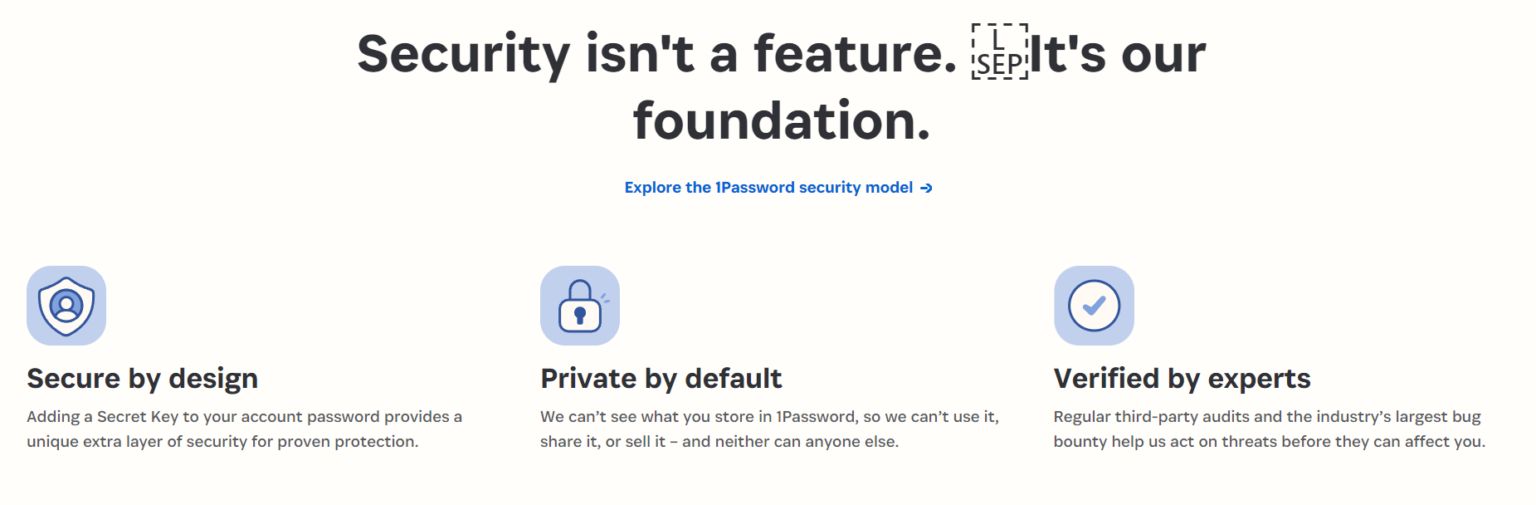 Security isn't a feature. L SEP It's our
foundation.
Explore the 1Password security model →
Secure by design
Adding a Secret Key to your account password provides a
unique extra layer of security for proven protection.
Private by default
We can’t see what you store in 1Password, so we can’t use it,
share it, or sell it – and neither can anyone else.
Verified by experts
Regular third-party audits and the industry’s largest bug
bounty help us act on threats before they can affect you.